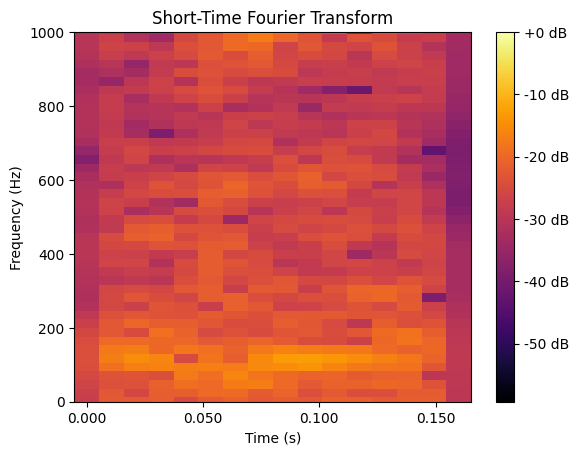 Short-Time Fourier Transform
1000
800
600
400
200
0
Frequency (Hz)
0.000
0.050
0.100
0.150
Time (s)
+0 dB
-10 dB
-20 dB
-30 dB
-40 dB
-50 dB